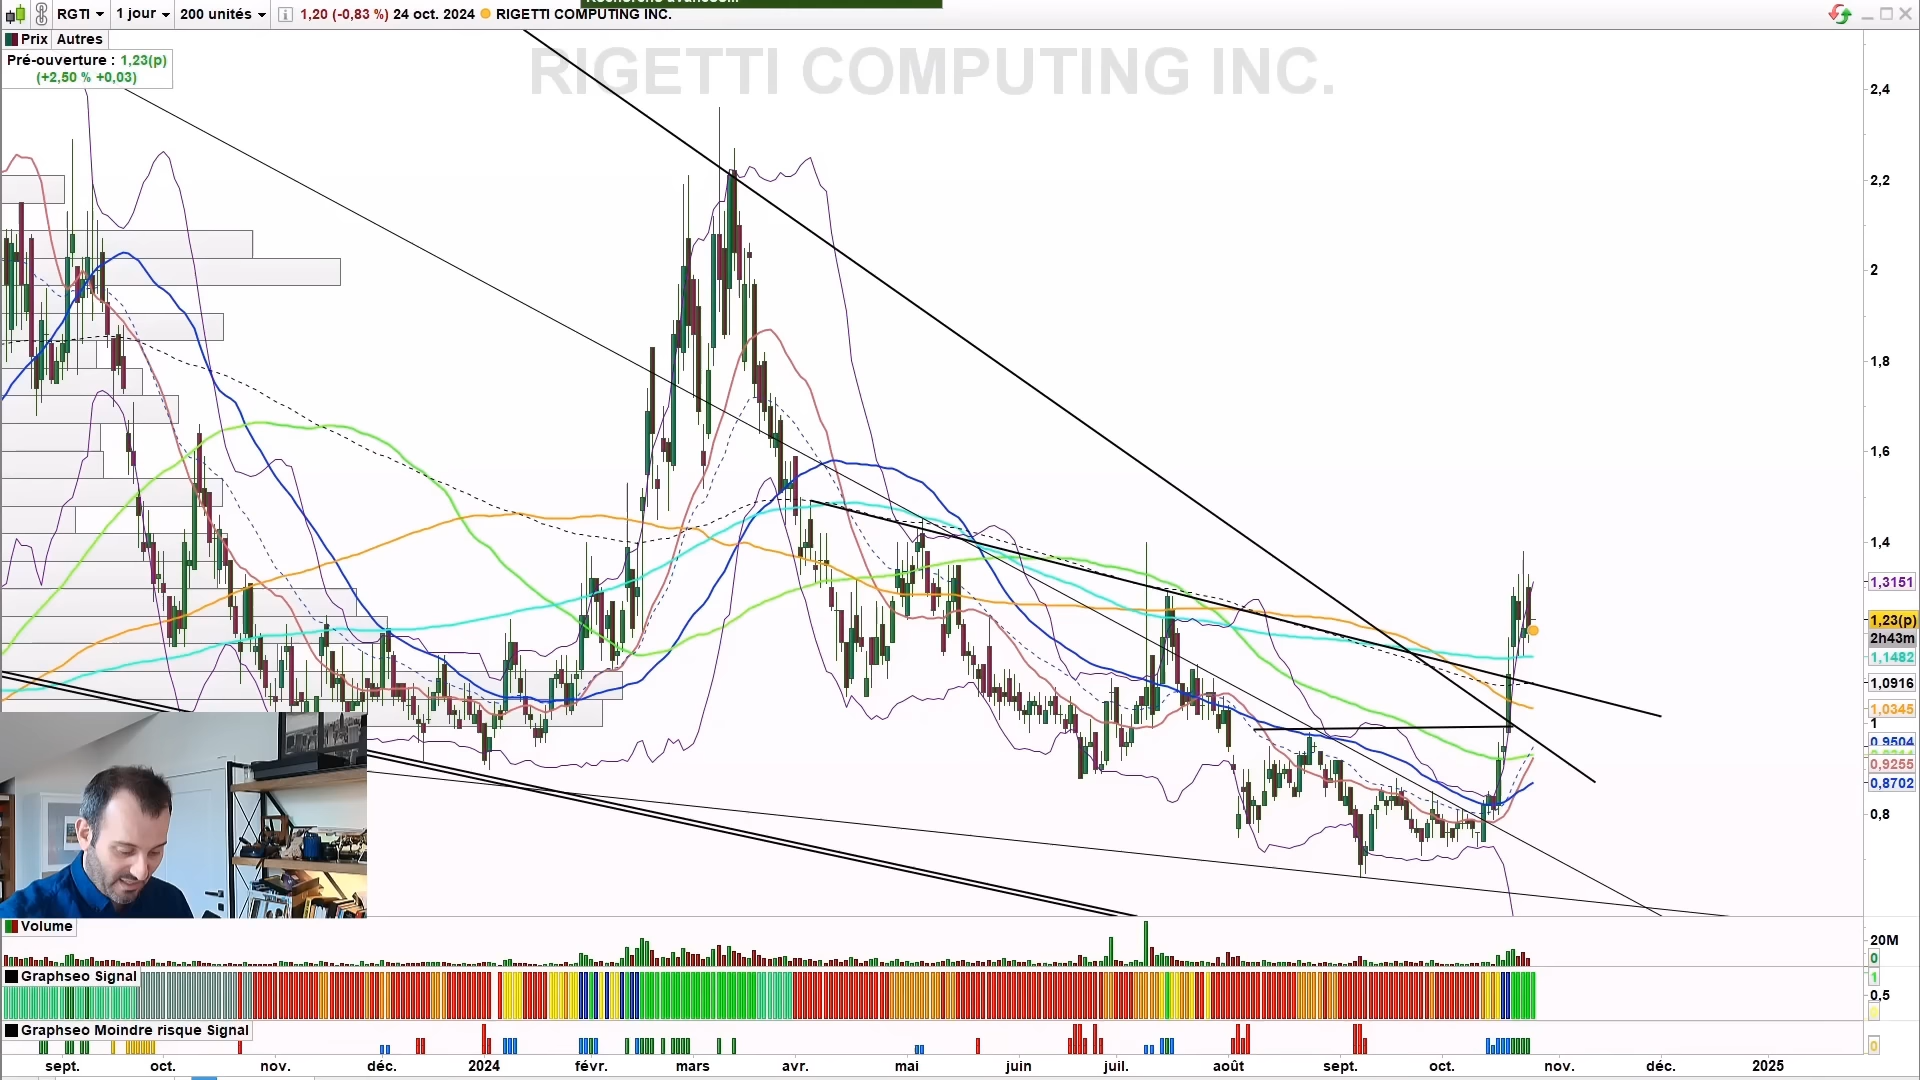 RGTI 1 jour 200 unités 1,20 (-0,83 %) 24 oct. 2024 RIGETTI COMPUTING INC.
Prix Autres
Pré-ouverture : 1,23(p)
(+2,50 % +0,03)
RIGETTI COMPUTING INC.
2,4
2,2
2
1,8
1,6
1,4
1,3151
1,23(p)
2h43m
1,1482
1,0916
1,0345
1
0,9504
0,9255
0,8702
0,8
Volume
20M
0
Graphseo Signal
1
0,5
Graphseo Moindre risque Signal
0
sept. oct. nov. déc. 2024 févr. mars avr. mai juin juil. août sept. oct. nov. déc. 2025